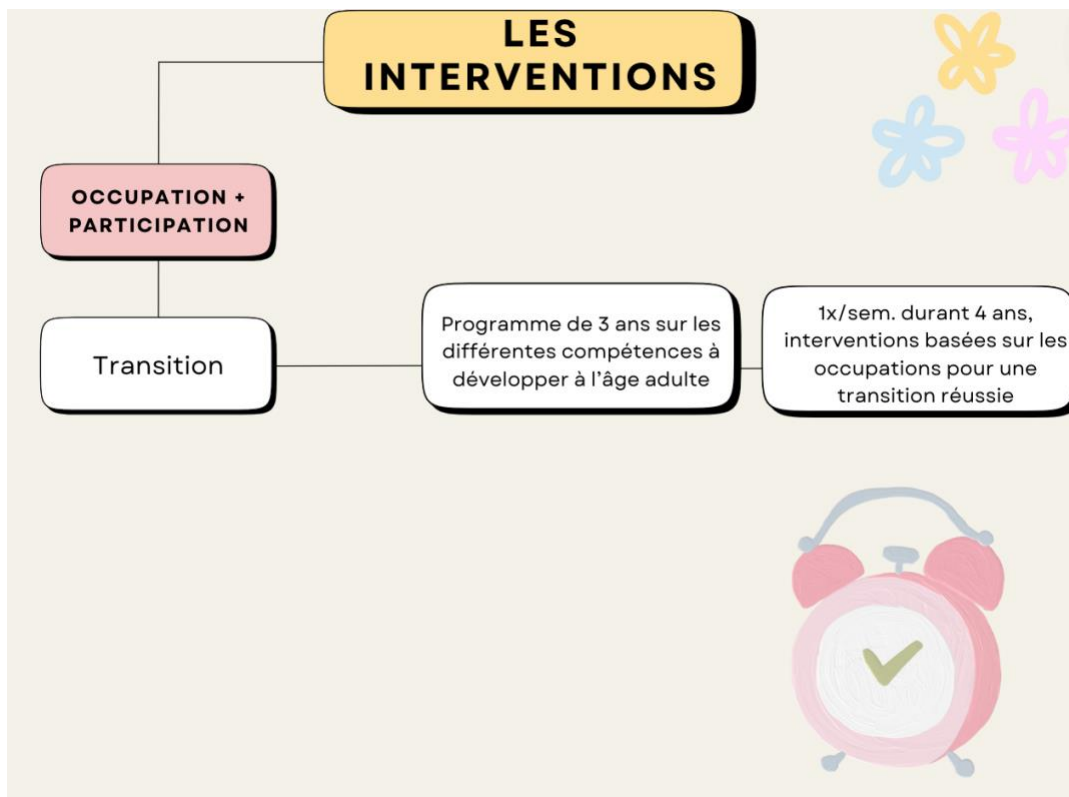 LES
INTERVENTIONS
OCCUPATION +
PARTICIPATION
Transition
Programme de 3 ans sur les
différentes compétences à
développer à l'âge adulte
1x/sem. durant 4 ans,
interventions basées sur les
occupations pour une
transition réussie